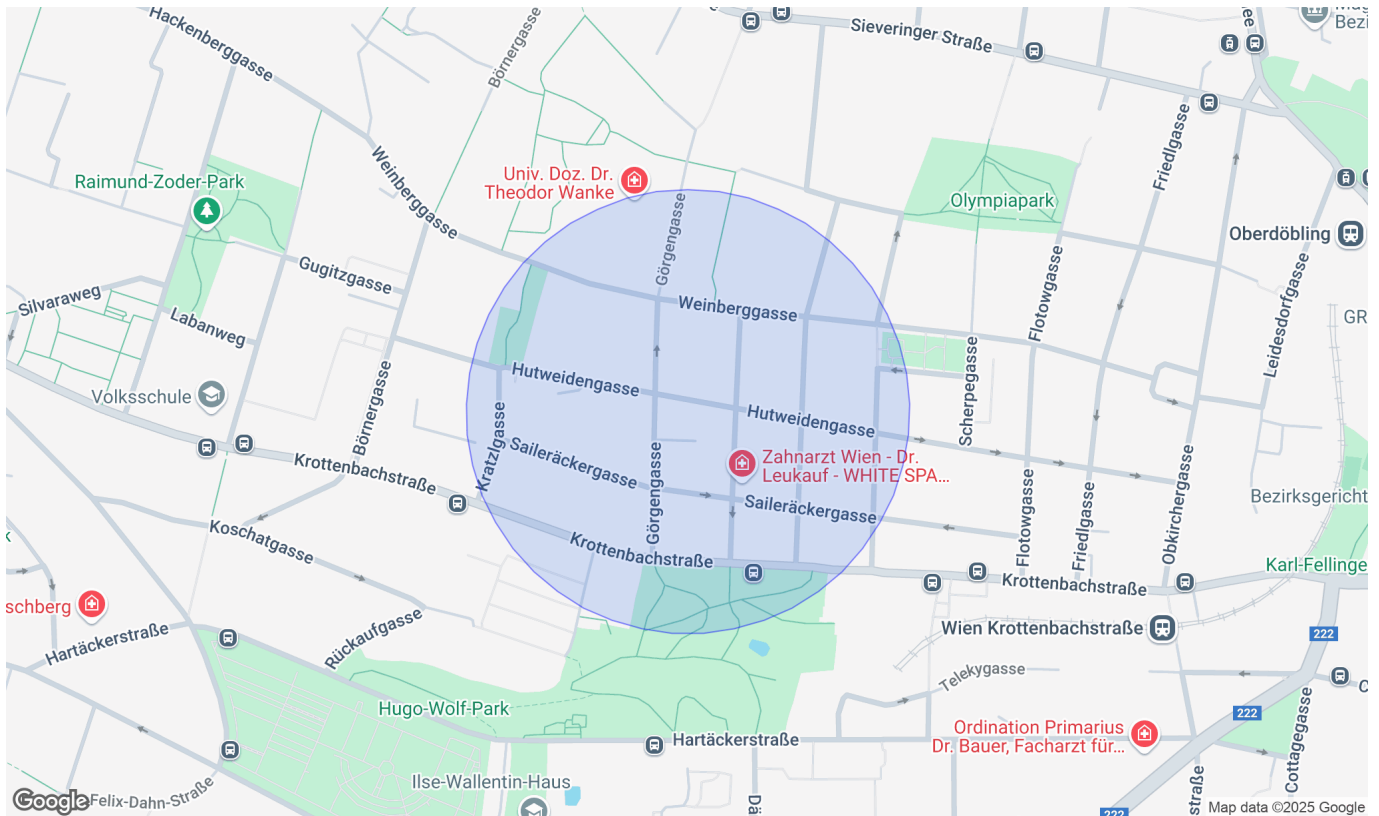 Hackenberggasse
Börnergasse
Sieveringer Straße
Bezi
Weinberggasse
Friedlgasse
Raimund-Zoder-Park
Univ. Doz. Dr.
Theodor Wanke
Olympiapark
Oberdöbling
Görgengasse
Gugitzgasse
Flotowgasse
Leidesdorfgasse
Silvaraweg
Weinberggasse
Labanweg
GR
Scherpegasse
Hutweidengasse
Volksschule
Börnergasse
Kratzlgasse
Hutweidengasse
Saileräckergasse
Görgengasse
Zahnarzt Wien - Dr.
Leukauf - WHITE SPA...
Krottenbachstraße
Saileräckergasse
Flotowgasse
Friedlgasse
Obkirchergasse
Bezirksgericht
Koschatgasse
Krottenbachstraße
k
Karl-Fellinge
Krottenbachstraße
schberg
Rückaufgasse
Hartäckerstraße
Wien Krottenbachstraße
222
Telekygasse
Hugo-Wolf-Park
222
Cottagegasse
Ordination Primarius
Dr. Bauer, Facharzt für...
Hartäckerstraße
Ilse-Wallentin-Haus
Felix-Dahn-Straße
Dä
straße
Google
222
Map data ©2025 Google